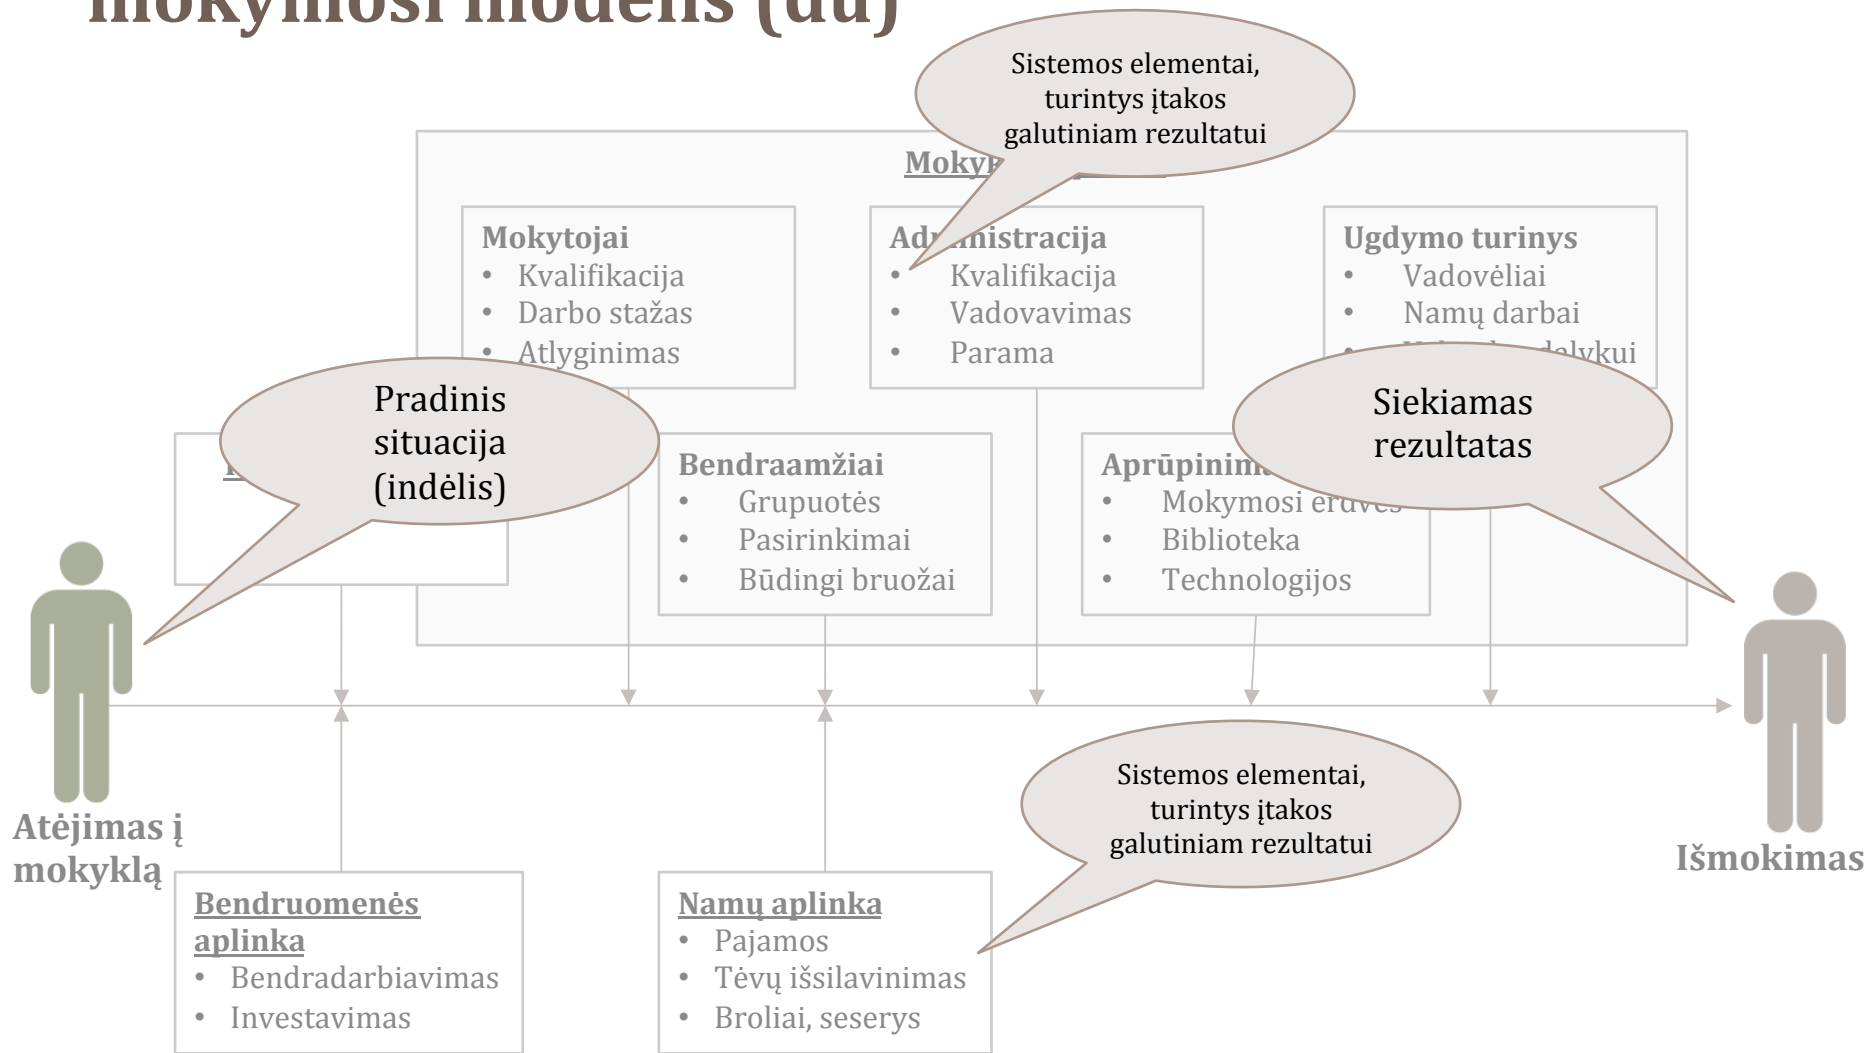 mokymosi modelis (du)
Sistemos elementai,
turintys įtakos
galutiniam rezultatui
Mokytojai
• Kvalifikacija
• Darbo stažas
• Atlyginimas
Administracija
• Kvalifikacija
• Vadovavimas
• Parama
Ugdymo turinys
• Vadovėliai
• Namų darbai
Pradinis
situacija
(indėlis)
Siekiamas
rezultatas
Bendraamžiai
• Grupuotės
• Pasirinkimai
• Būdingi bruožai
• Mokymosi erdvės
• Biblioteka
• Technologijos
Atėjimas į
mokyklą
Išmokimas
Sistemos elementai,
turintys įtakos
galutiniam rezultatui
Bendruomenės
aplinka
• Bendradarbiavimas
• Investavimas
Namų aplinka
• Pajamos
• Tėvų išsilavinimas
• Broliai, seserys